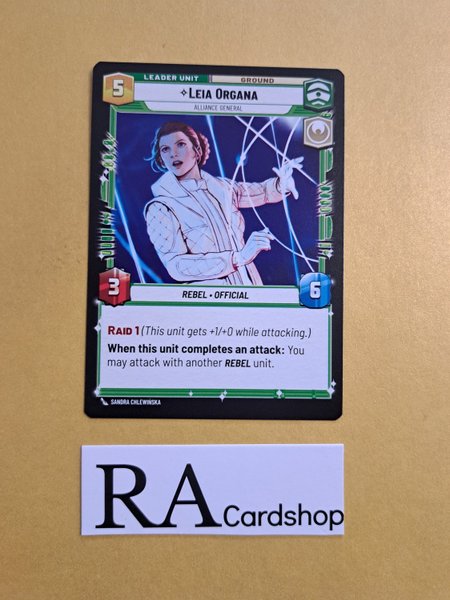 LEADER UNIT GROUND
5
✧LEIA ORGANA
ALLIANCE GENERAL
3
REBEL • OFFICIAL
6
RAID 1 (This unit gets +1/+0 while attacking.)
When this unit completes an attack: You
may attack with another REBEL unit.
SANDRA CHLEWIŃSKA
RA Cardshop